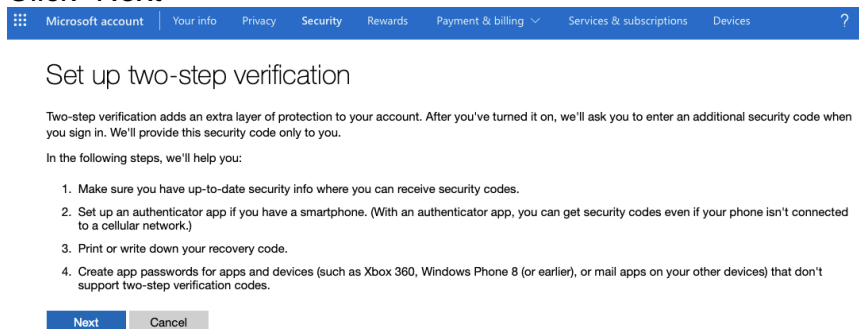 Click "Next"
Microsoft account Your info Privacy Security Rewards Payment & billing Services & subscriptions Devices ?
Set up two-step verification
Two-step verification adds an extra layer of protection to your account. After you've turned it on, we'll ask you to enter an additional security code when
you sign in. We'll provide this security code only to you.
In the following steps, we'll help you:
1. Make sure you have up-to-date security info where you can receive security codes.
2. Set up an authenticator app if you have a smartphone. (With an authenticator app, you can get security codes even if your phone isn't connected
to a cellular network.)
3. Print or write down your recovery code.
4. Create app passwords for apps and devices (such as Xbox 360, Windows Phone 8 (or earlier), or mail apps on your other devices) that don't
support two-step verification codes.
Next Cancel